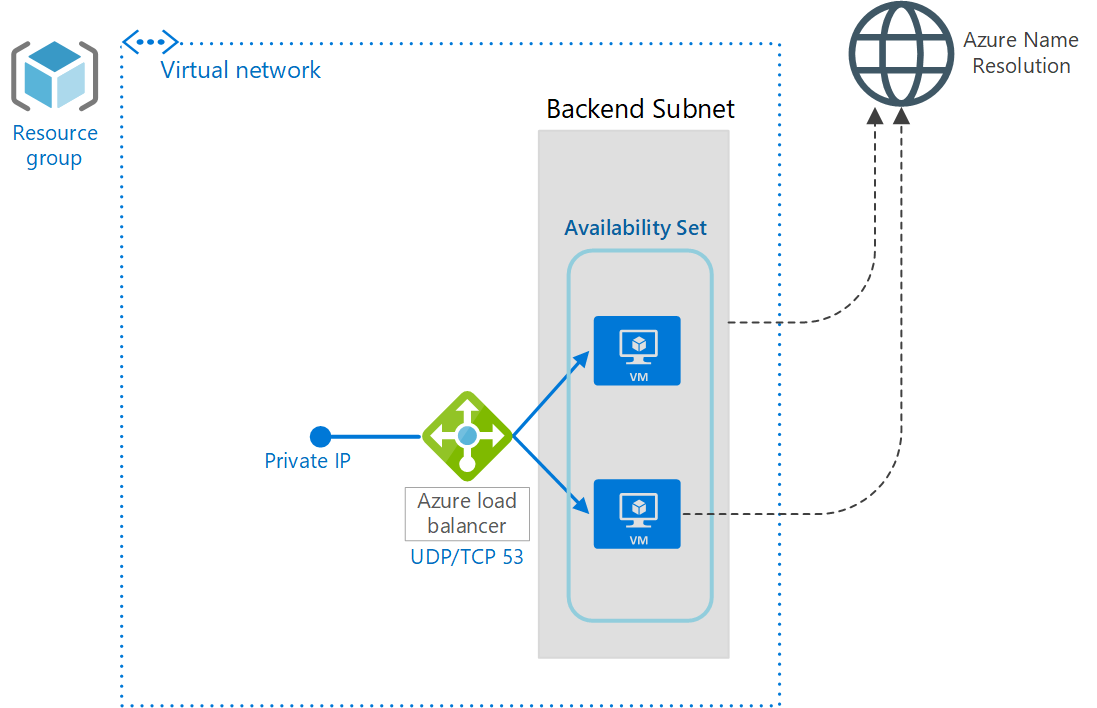 Azure Name
Resolution
Virtual network
Backend Subnet
Resource
group
Availability Set
VM
Private IP
Azure load
balancer
VM
UDP/TCP 53